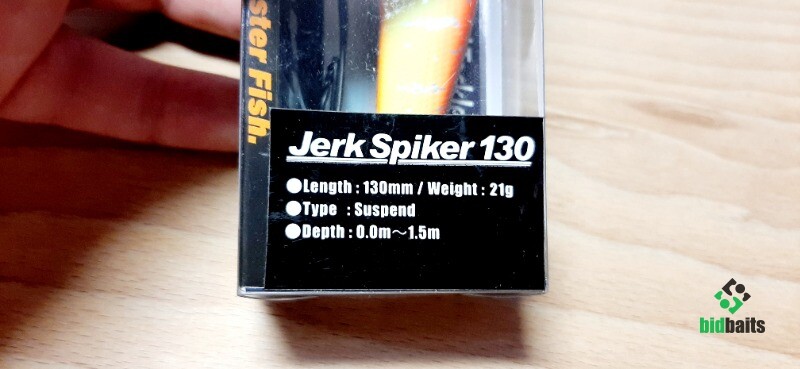 ster Fish.
Jerk Spiker 130
●Length : 130mm / Weight : 21g
●Type : Suspend
●Depth : 0.0m～1.5m
bidbaits